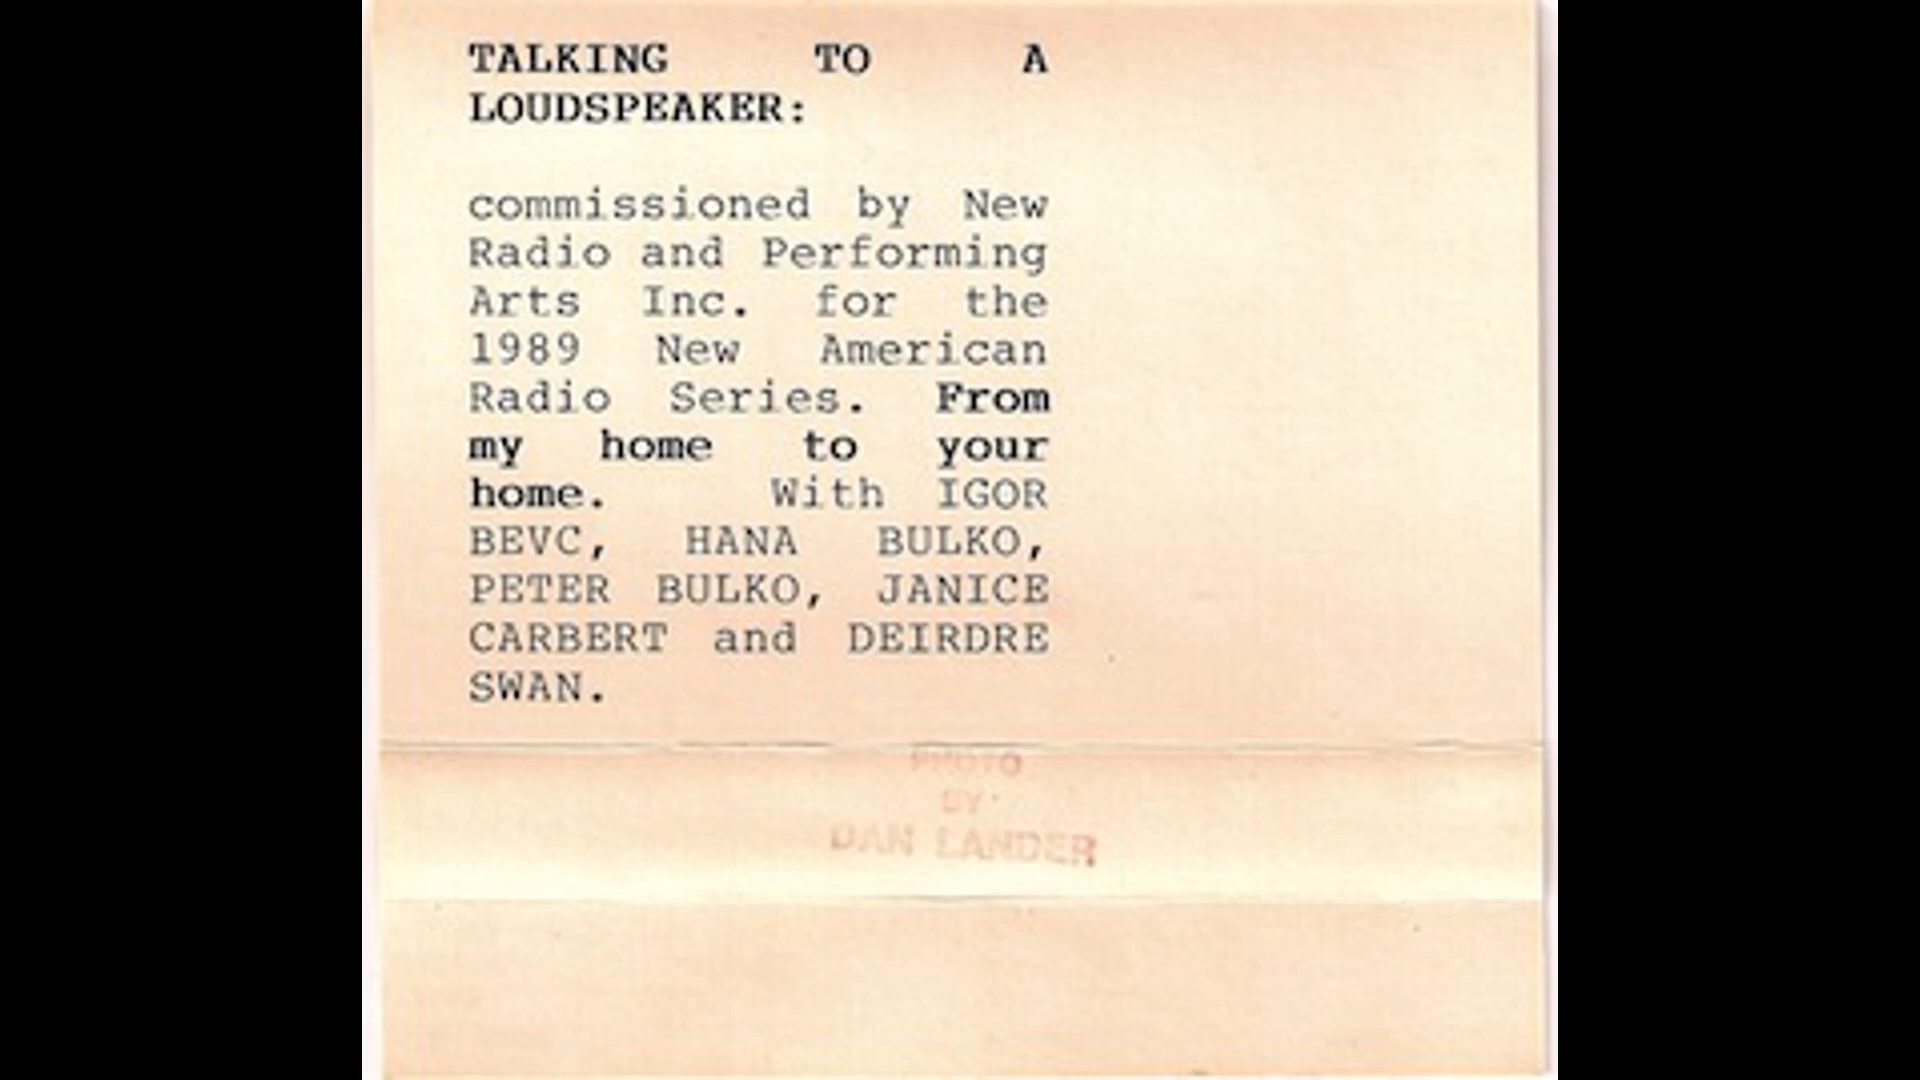 TALKING TO A
LOUDSPEAKER:
commissioned by New
Radio and Performing
Arts Inc. for the
1989 New American
Radio Series. From
my home to your
home. With IGOR
BEVC, HANA BULKO,
PETER BULKO, JANICE
CARBERT and DEIRDRE
SWAN.
PHOTO
BY
DAN LANDER